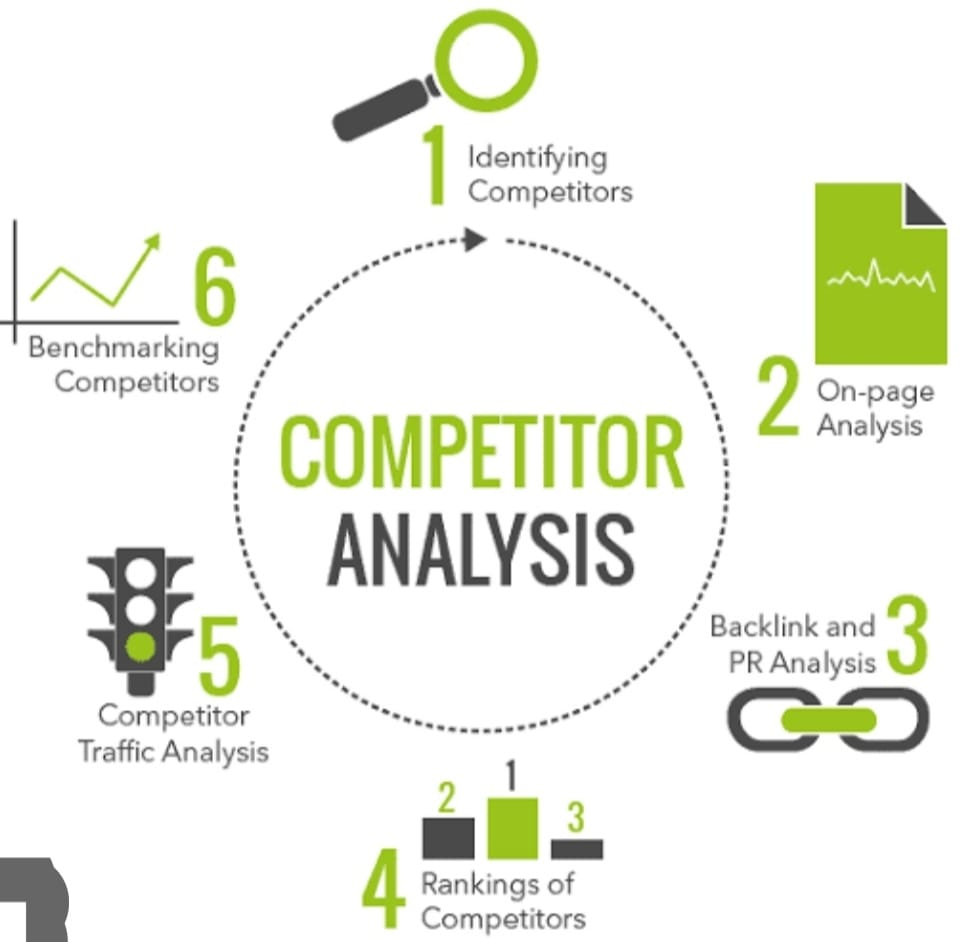 1
Identifying
Competitors
2
On-page
Analysis
3
Backlink and
PR Analysis
2 1 3
4
Rankings of
Competitors
5
Competitor
Traffic Analysis
6
Benchmarking
Competitors
COMPETITOR
ANALYSIS